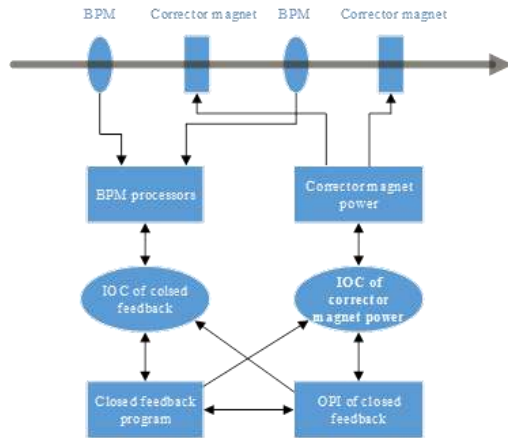 BPM
Corrector magnet
BPM
Corrector magnet
BPM processors
Corrector magnet
power
IOC of colsed
feedback
IOC of
corrector
magnet power
Closed feedback
program
OPI of closed
feedback